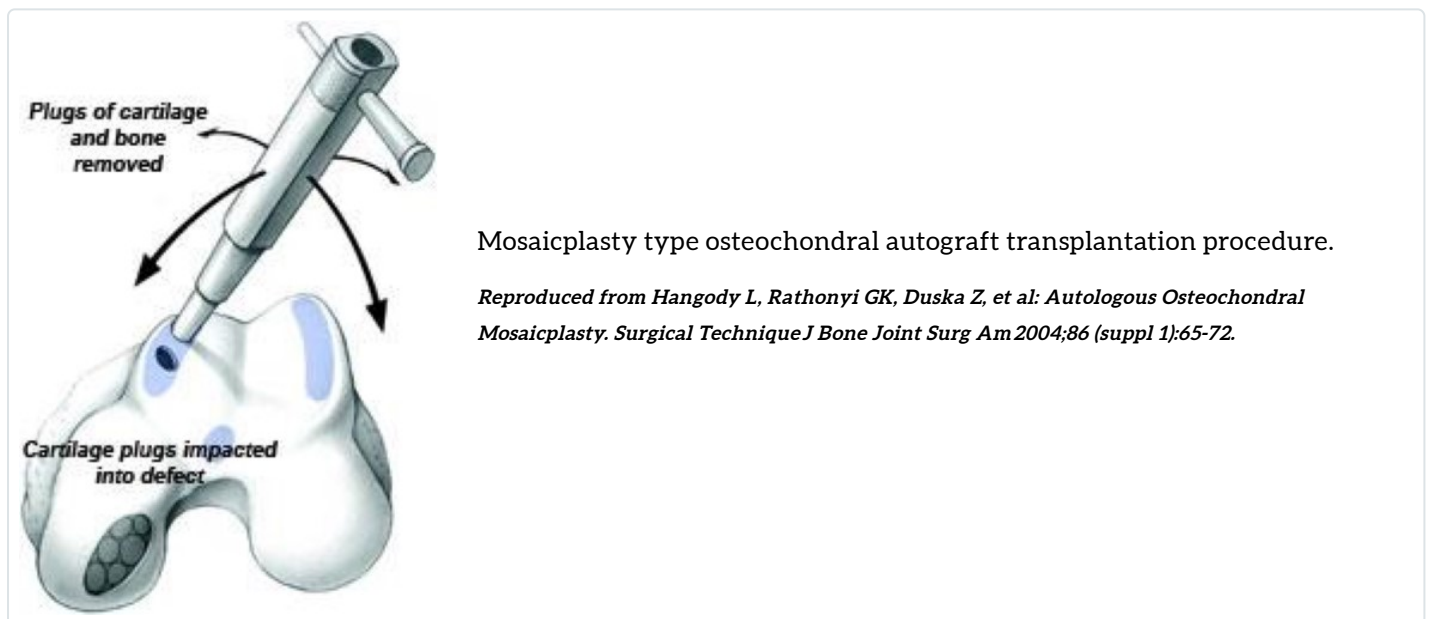 Plugs of cartilage
and bone
removed
Cartilage plugs impacted
into defect
Mosaicplasty type osteochondral autograft transplantation procedure.
Reproduced from Hangody L, Rathonyi GK, Duska Z, et al: Autologous Osteochondral
Mosaicplasty. Surgical Technique J Bone Joint Surg Am 2004;86 (suppl 1):65-72.